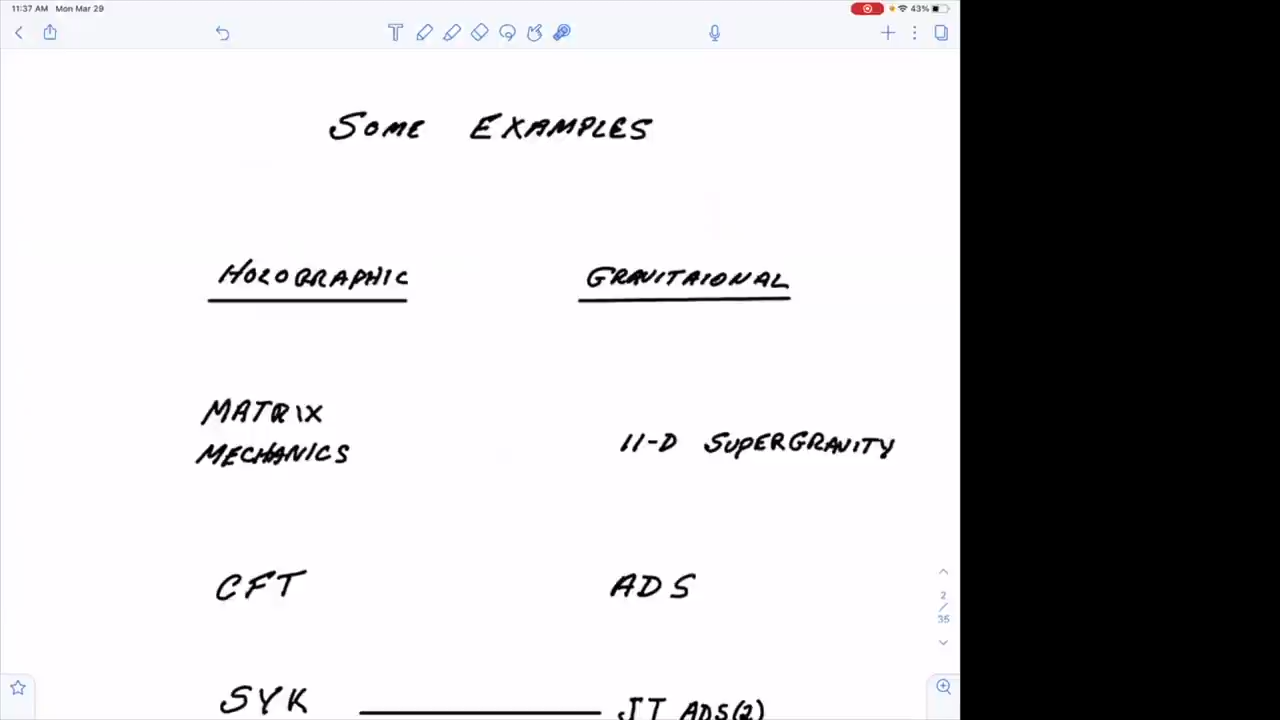 11:37 AM Mon Mar 29
43%
SOME EXAMPLES
HOLOGRAPHIC GRAVITAIONAL
MATRIX
MECHANICS
11-D SUPERGRAVITY
CFT ADS
2
/
35
SYK JT ADS(2)